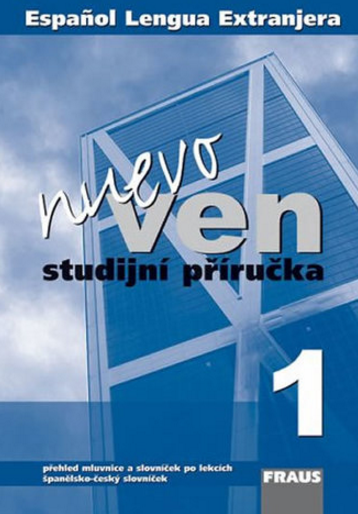 Español Lengua Extranjera
nuevo
ven
studijní příručka
1
přehled mluvnice a slovníček po lekcích
španělsko-český slovníček
FRAUS